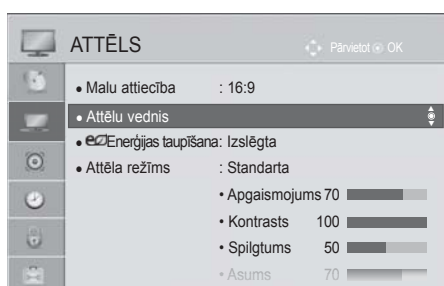 ATTĒLS
Pārvietot OK
• Malu attiecība : 16:9
• Attēlu vednis
• eco Enerģijas taupīšana: Izslēgta
• Attēla režīms : Standarta
• Apgaismojums 70
• Kontrasts 100
• Spilgtums 50
• Asums 70